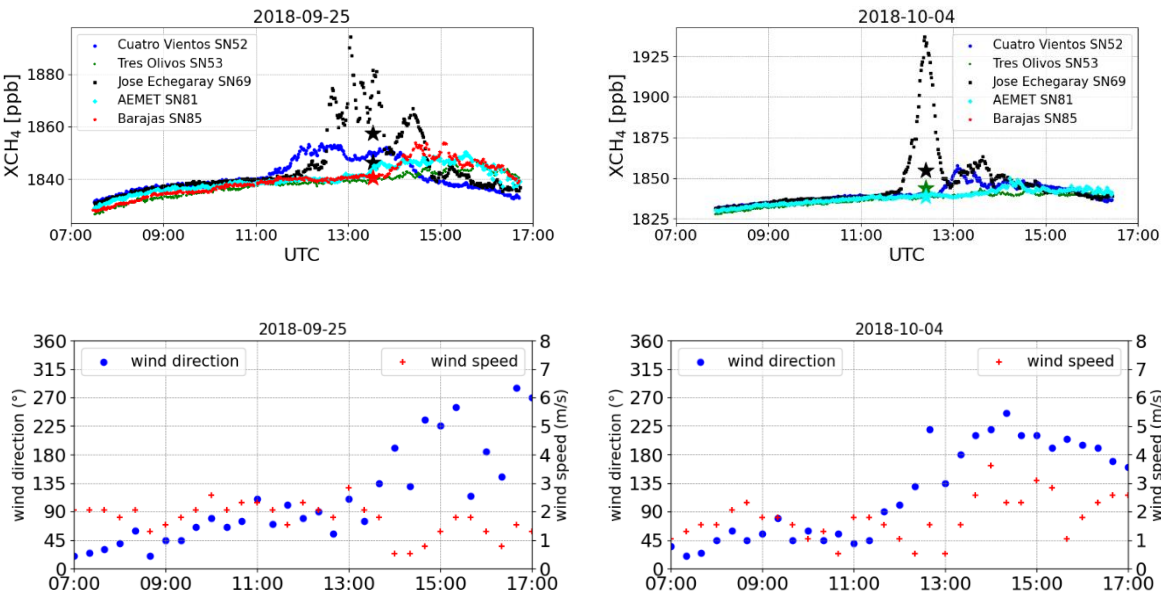 2018-09-25
XCH₄ [ppb]
1880
1860
1840
Cuatro Vientos SN52
Tres Olivos SN53
Jose Echegaray SN69
AEMET SN81
Barajas SN85
07:00 09:00 11:00 13:00 15:00 17:00
UTC
2018-10-04
XCH₄ [ppb]
1925
1900
1875
1850
1825
Cuatro Vientos SN52
Tres Olivos SN53
Jose Echegaray SN69
AEMET SN81
Barajas SN85
07:00 09:00 11:00 13:00 15:00 17:00
UTC
2018-09-25
wind direction (°)
360
315
270
225
180
135
90
45
0
wind direction
wind speed
8
7
6
5
4
3
2
1
0
wind speed (m/s)
07:00 09:00 11:00 13:00 15:00 17:00
2018-10-04
wind direction (°)
360
315
270
225
180
135
90
45
0
wind direction
wind speed
8
7
6
5
4
3
2
1
0
wind speed (m/s)
07:00 09:00 11:00 13:00 15:00 17:00